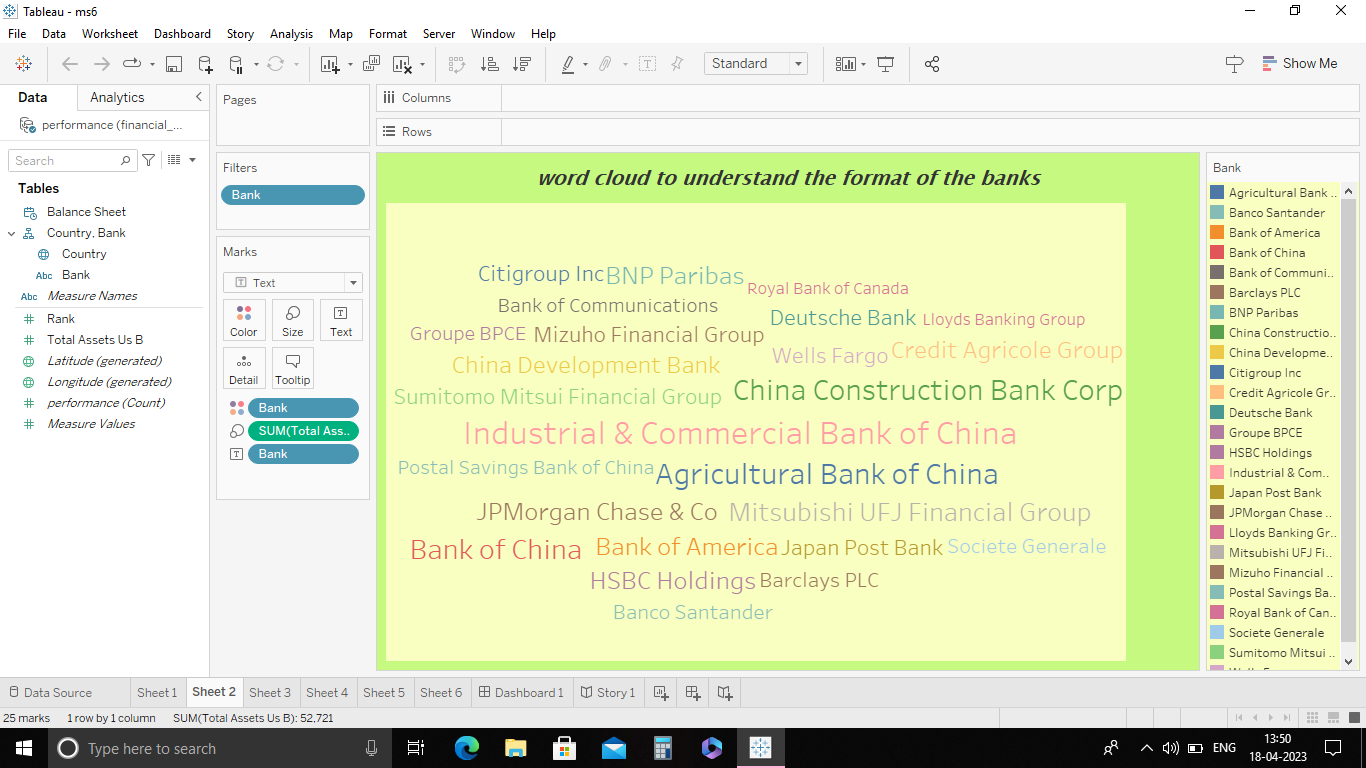 Tableau - ms6
File Data Worksheet Dashboard Story Analysis Map Format Server Window Help
Standard
Show Me
Data Analytics
performance (financial_...
Search
Tables
Balance Sheet
Country, Bank
Country
Abc Bank
Abc Measure Names
Rank
Total Assets Us B
Latitude (generated)
Longitude (generated)
performance (Count)
Measure Values
Pages
Filters
Bank
Marks
Text
Color Size Text
Detail Tooltip
Bank
SUM(Total Ass..
Bank
Columns
Rows
word cloud to understand the format of the banks
Citigroup Inc BNP Paribas
Royal Bank of Canada
Bank of Communications
Deutsche Bank Lloyds Banking Group
Groupe BPCE Mizuho Financial Group
Wells Fargo Credit Agricole Group
China Development Bank
China Construction Bank Corp
Sumitomo Mitsui Financial Group
Industrial & Commercial Bank of China
Postal Savings Bank of China Agricultural Bank of China
JPMorgan Chase & Co Mitsubishi UFJ Financial Group
Bank of China Bank of America Japan Post Bank Societe Generale
HSBC Holdings Barclays PLC
Banco Santander
Bank
Agricultural Bank ..
Banco Santander
Bank of America
Bank of China
Bank of Communi..
Barclays PLC
BNP Paribas
China Constructio..
China Developme..
Citigroup Inc
Credit Agricole Gr..
Deutsche Bank
Groupe BPCE
HSBC Holdings
Industrial & Com..
Japan Post Bank
JPMorgan Chase ..
Lloyds Banking Gr..
Mitsubishi UFJ Fi..
Mizuho Financial ..
Postal Savings Ba..
Royal Bank of Can..
Societe Generale
Sumitomo Mitsui ..
Data Source Sheet 1 Sheet 2 Sheet 3 Sheet 4 Sheet 5 Sheet 6 Dashboard 1 Story 1
25 marks 1 row by 1 column SUM(Total Assets Us B): 52,721
Type here to search
ENG
13:50
18-04-2023